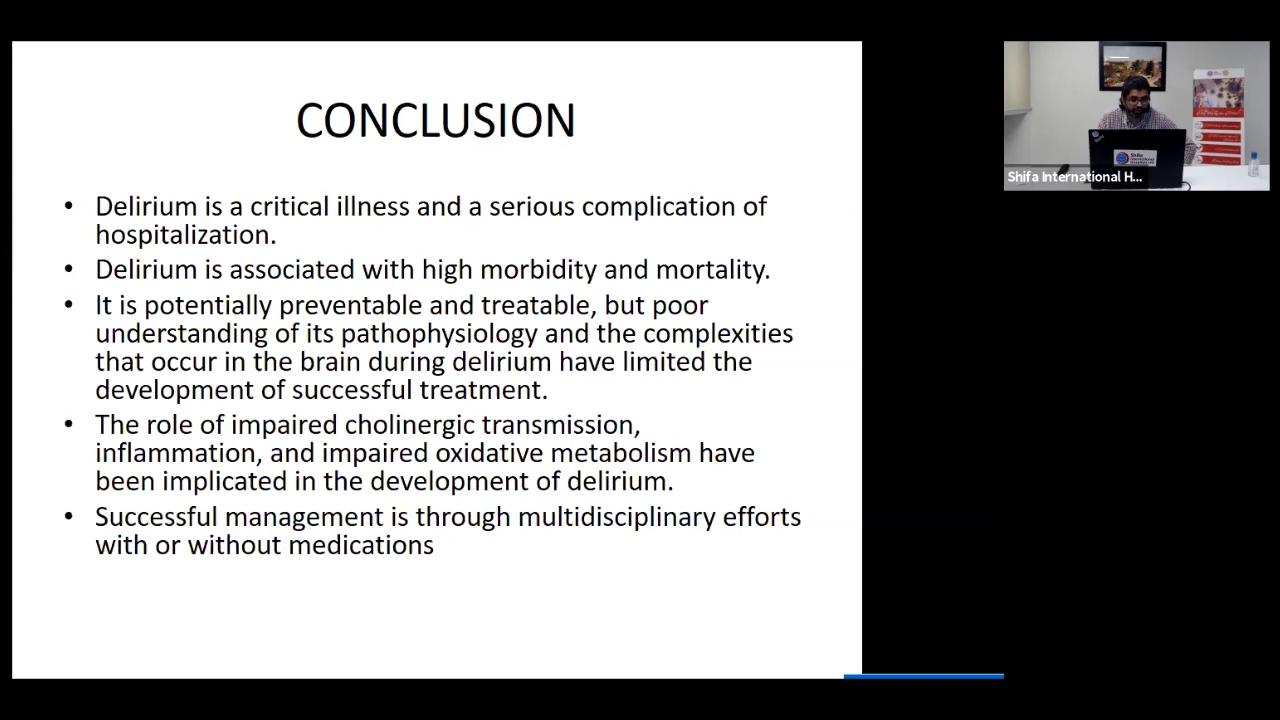 CONCLUSION
• Delirium is a critical illness and a serious complication of
hospitalization.
• Delirium is associated with high morbidity and mortality.
• It is potentially preventable and treatable, but poor
understanding of its pathophysiology and the complexities
that occur in the brain during delirium have limited the
development of successful treatment.
• The role of impaired cholinergic transmission,
inflammation, and impaired oxidative metabolism have
been implicated in the development of delirium.
• Successful management is through multidisciplinary efforts
with or without medications
Shifa
International
Shifa International H...